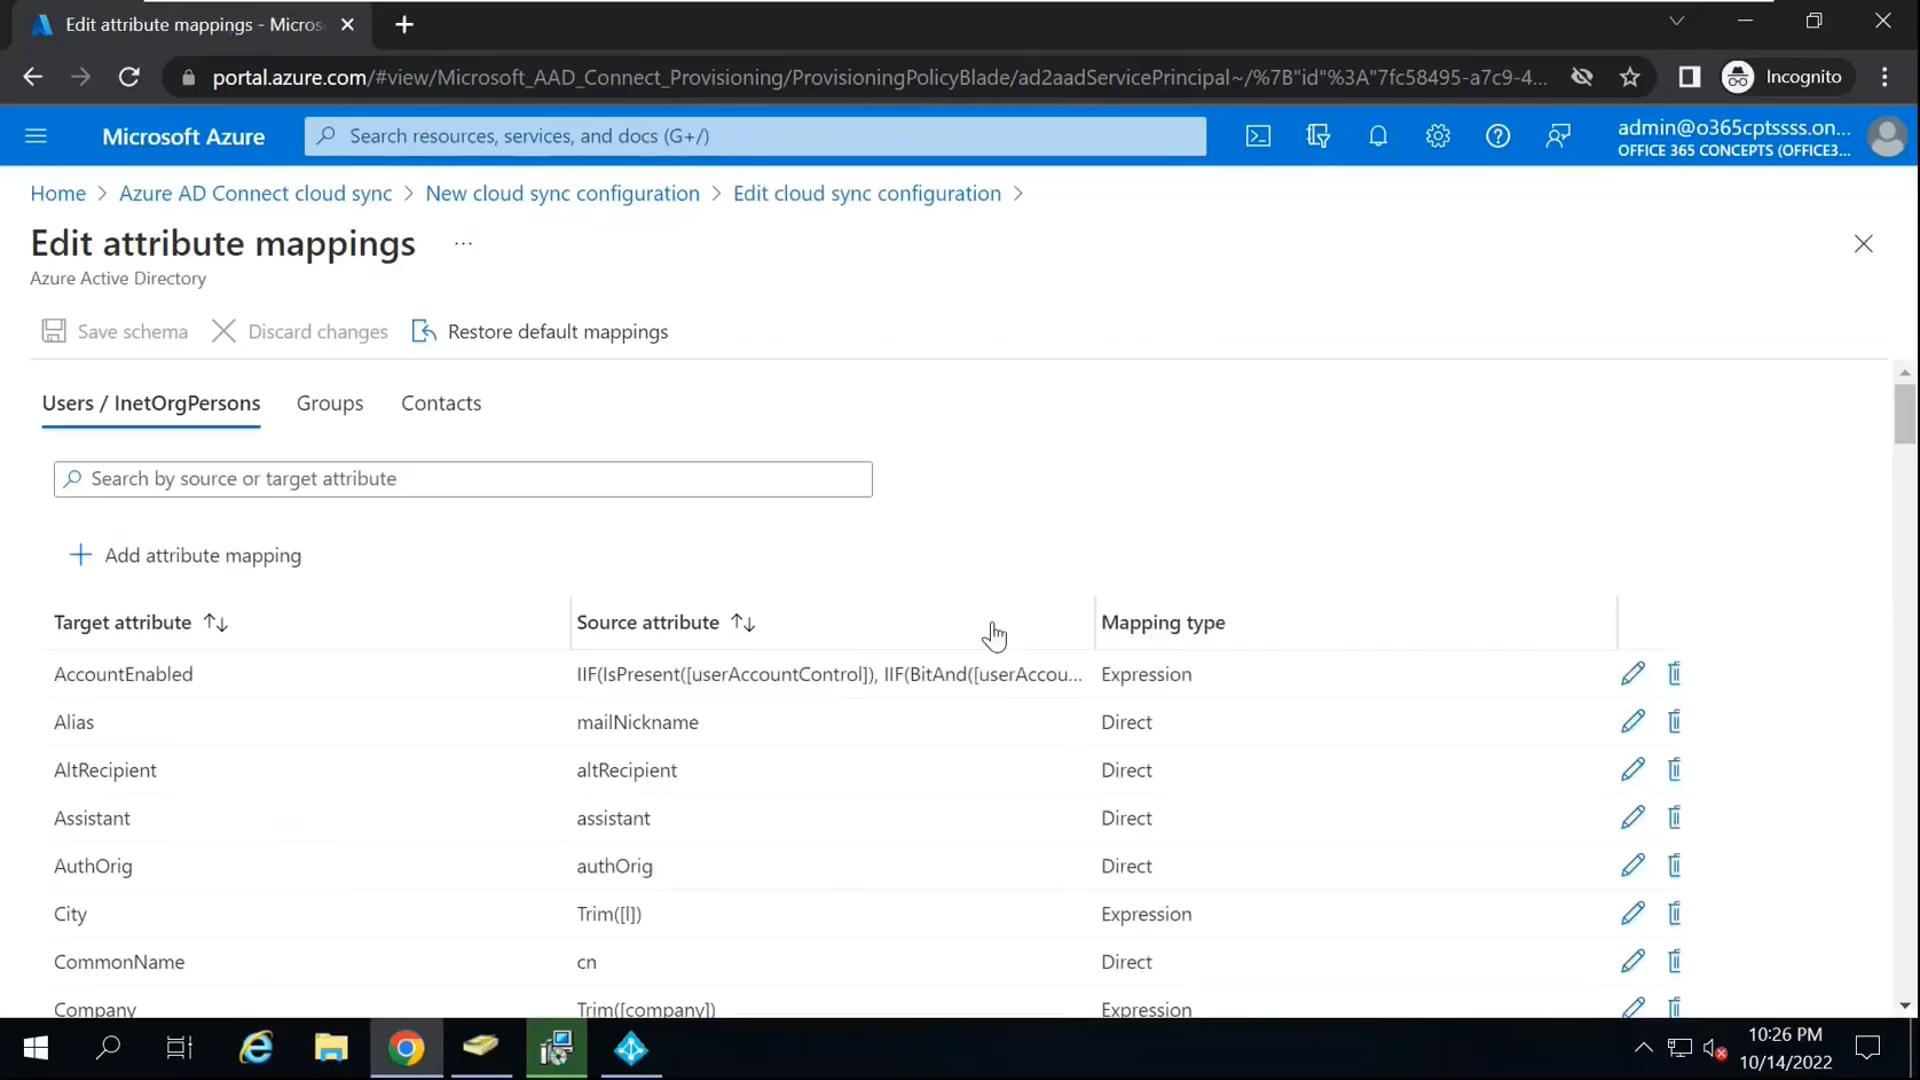 Edit attribute mappings - Micros
portal.azure.com/#view/Microsoft_AAD_Connect_Provisioning/ProvisioningPolicyBlade/ad2aadServicePrincipal~/%7B"id"%3A"7fc58495-a7c9-4...
Incognito
Microsoft Azure
Search resources, services, and docs (G+/)
admin@o365cptssss.on...
OFFICE 365 CONCEPTS (OFFICE3...
Home > Azure AD Connect cloud sync > New cloud sync configuration > Edit cloud sync configuration >
Edit attribute mappings ...
Azure Active Directory
Save schema Discard changes Restore default mappings
Users / InetOrgPersons Groups Contacts
Search by source or target attribute
+ Add attribute mapping
Target attribute Source attribute Mapping type
AccountEnabled IIF(IsPresent([userAccountControl]), IIF(BitAnd([userAccou... Expression
Alias mailNickname Direct
AltRecipient altRecipient Direct
Assistant assistant Direct
AuthOrig authOrig Direct
City Trim([l]) Expression
CommonName cn Direct
Company Trim([company]) Expression
10:26 PM
10/14/2022